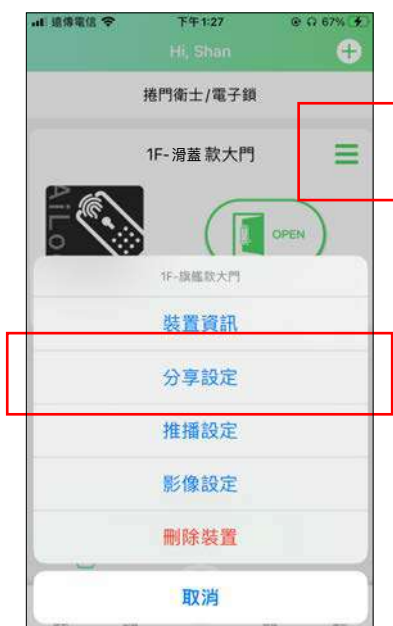 遠傳電信 下午1:27 67%
Hi, Shan
捲門衛士/電子鎖
1F-滑蓋款大門
AiLo
OPEN
1F-旗艦款大門
裝置資訊
分享設定
推播設定
影像設定
刪除裝置
取消